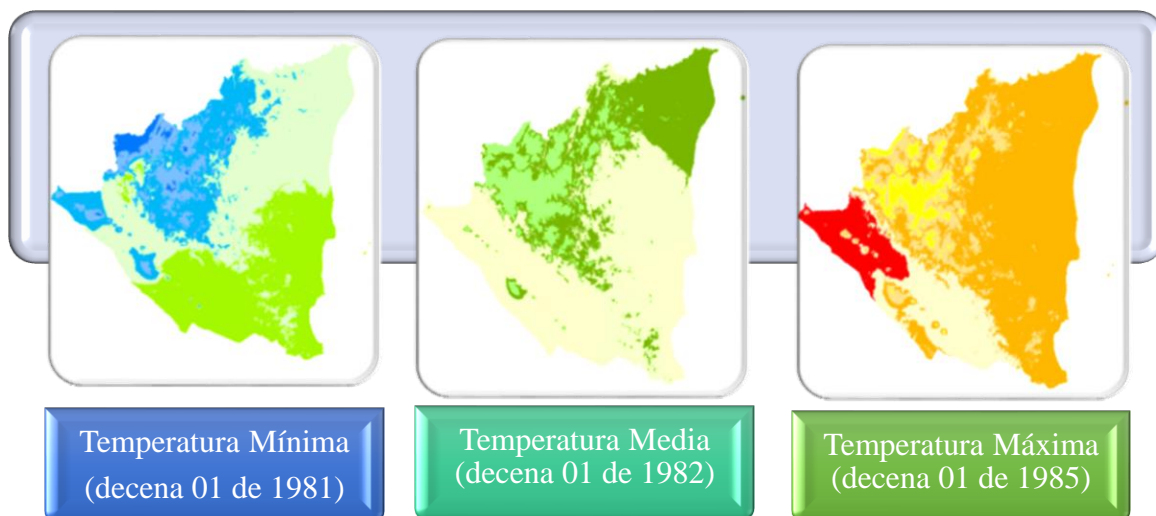 Temperatura Mínima
(decena 01 de 1981)
Temperatura Media
(decena 01 de 1982)
Temperatura Máxima
(decena 01 de 1985)